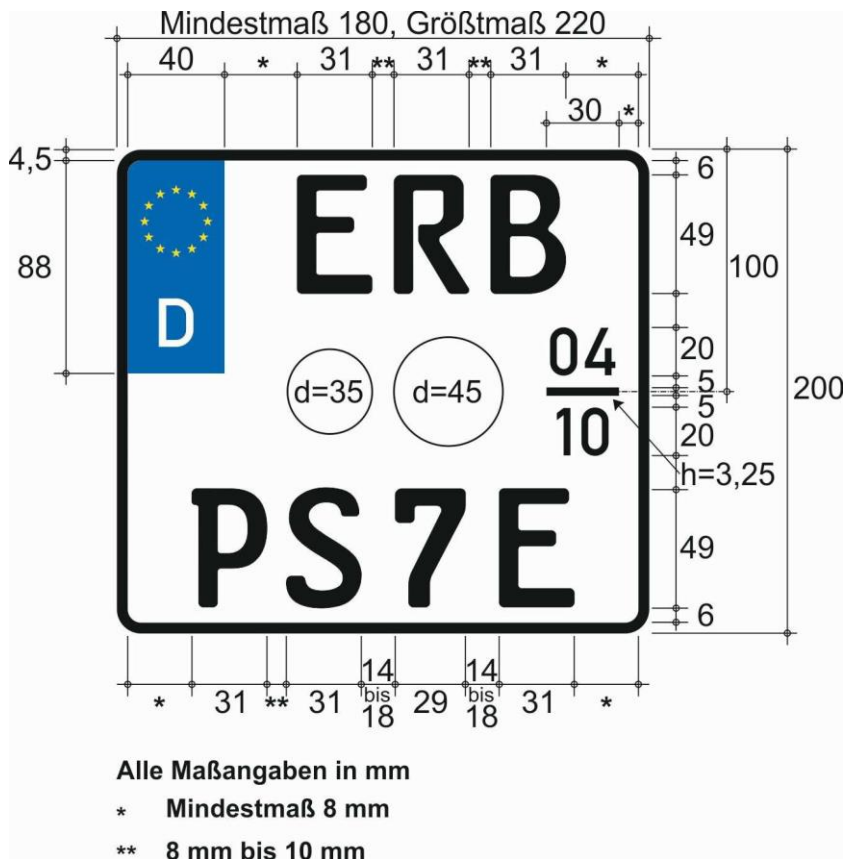 Mindestmaß 180, Größtmaß 220
40 * 31 ** 31 ** 31 *
30 *
4,5
6
ERB
49
100
88
D
20
04
5
d=35
d=45
200
5
10
20
h=3,25
PS7E
49
6
* 31 ** 31 14 bis 18 29 14 bis 18 31 *
Alle Maßangaben in mm
* Mindestmaß 8 mm
** 8 mm bis 10 mm